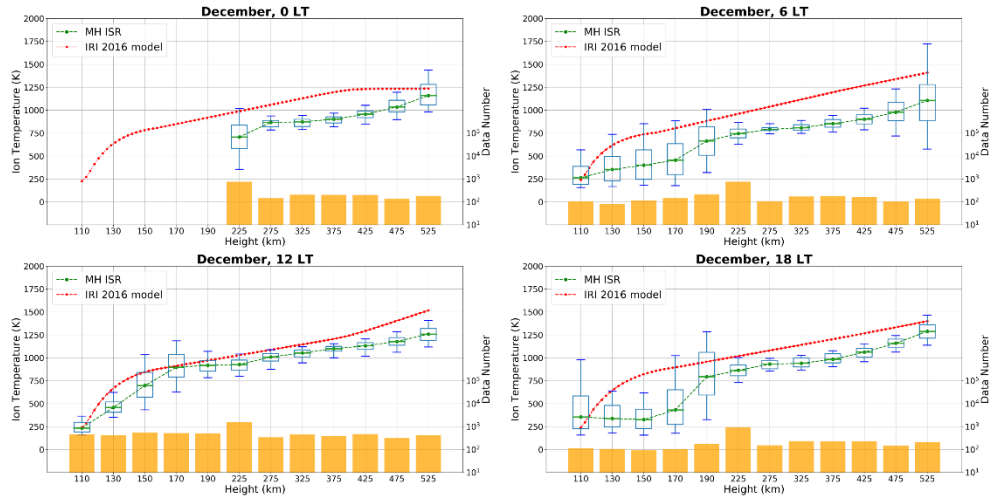 December, 0 LT
MH ISR
IRI 2016 model
Ion Temperature (K)
2000
1750
1500
1250
1000
750
500
250
0
Data Number
10^5
10^4
10^3
10^2
10^1
110 130 150 170 190 225 275 325 375 425 475 525
Height (km)
December, 6 LT
MH ISR
IRI 2016 model
Ion Temperature (K)
2000
1750
1500
1250
1000
750
500
250
0
Data Number
10^5
10^4
10^3
10^2
10^1
110 130 150 170 190 225 275 325 375 425 475 525
Height (km)
December, 12 LT
MH ISR
IRI 2016 model
Ion Temperature (K)
2000
1750
1500
1250
1000
750
500
250
0
Data Number
10^5
10^4
10^3
10^2
10^1
110 130 150 170 190 225 275 325 375 425 475 525
Height (km)
December, 18 LT
MH ISR
IRI 2016 model
Ion Temperature (K)
2000
1750
1500
1250
1000
750
500
250
0
Data Number
10^5
10^4
10^3
10^2
10^1
110 130 150 170 190 225 275 325 375 425 475 525
Height (km)